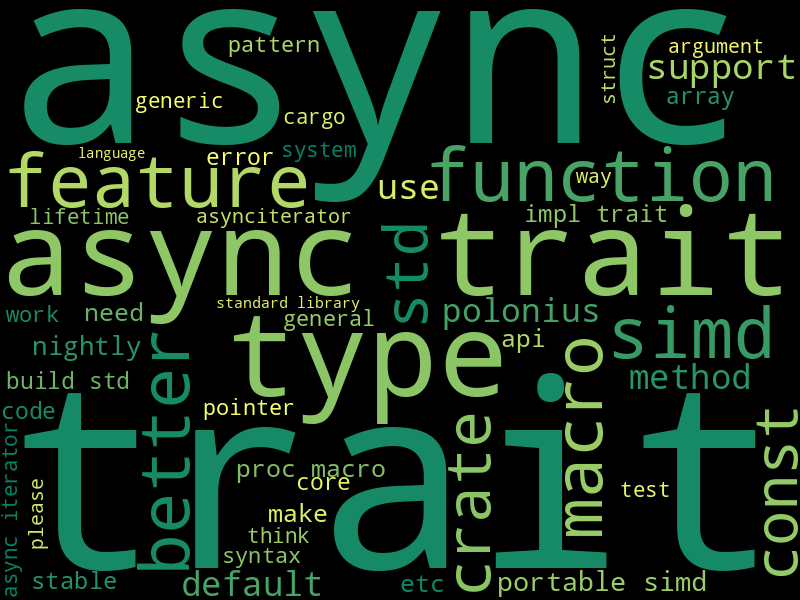 async
pattern
argument
support
struct
generic
array
cargo
language
error
system
feature
use
function
way
lifetime
asynciterator
impl trait
async
std
trait
standard library
work
need
general
polonius
simd
nightly
better
type
api
macro
build std
method
code
pointer
trait
async iterator
please
proc macro
core
crate
test
const
make
think
syntax
stable
default
etc
portable simd